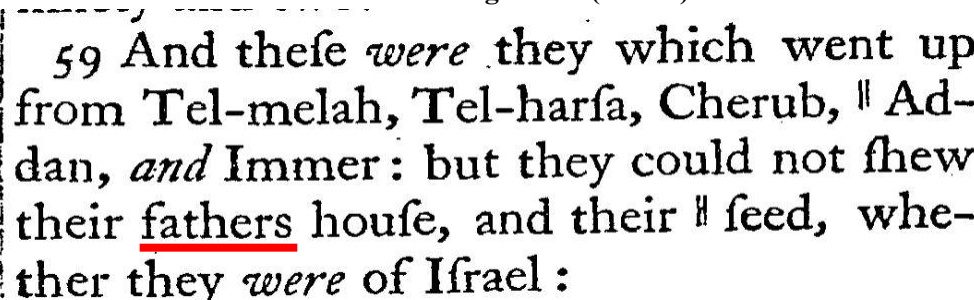 59 And theſe were they which went up
from Tel-melah, Tel-harſa, Cherub, ‖ Ad-
dan, and Immer: but they could not ſhew
their fathers houſe, and their ‖ ſeed, whe-
ther they were of Iſrael: